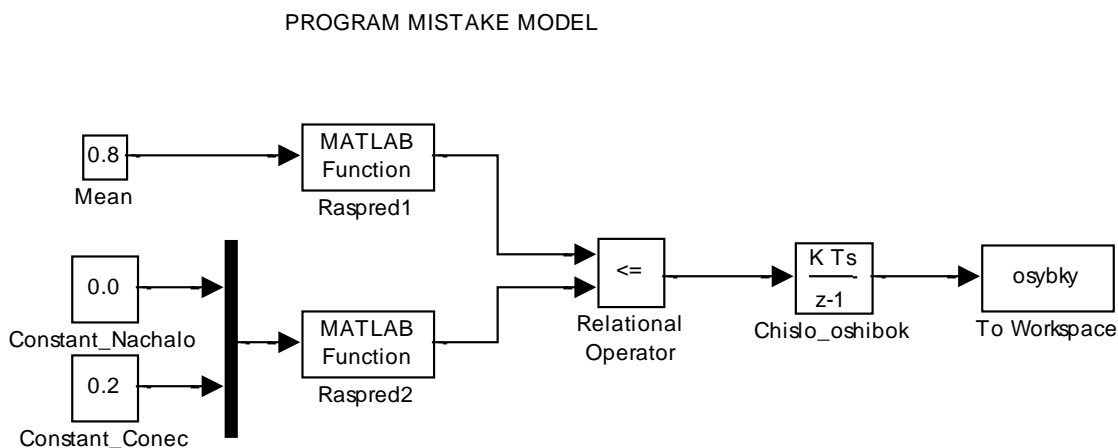 PROGRAM MISTAKE MODEL
0.8
Mean
MATLAB
Function
Raspred1
0.0
Constant_Nachalo
0.2
Constant_Conec
MATLAB
Function
Raspred2
<=
Relational
Operator
K Ts
z-1
Chislo_oshibok
osybky
To Workspace